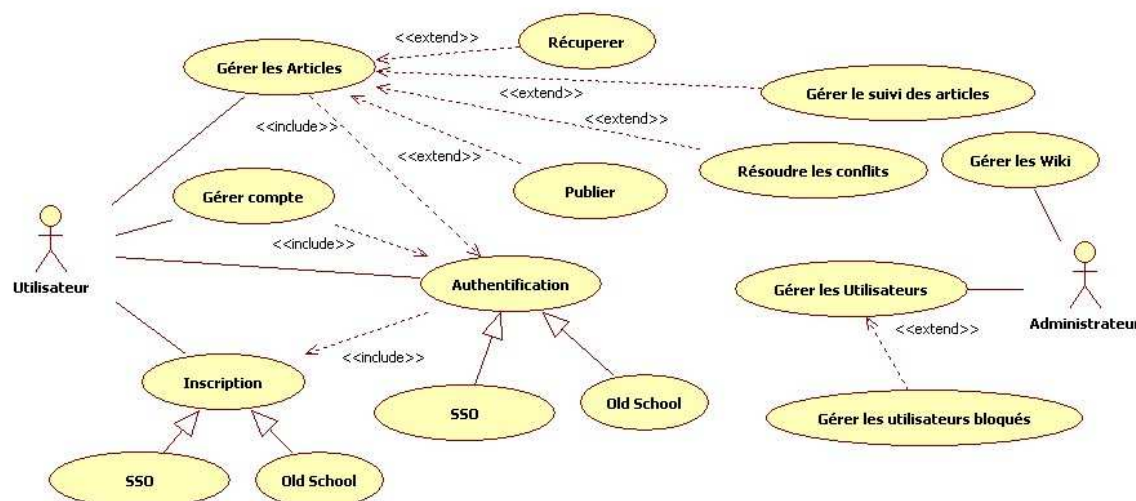 <<extend>>
Récuperer
Gérer les Articles
Gérer le suivi des articles
<<extend>>
<<include>>
<<extend>>
<<extend>>
Gérer les Wiki
Résoudre les conflits
Publier
Gérer compte
<<include>>
Utilisateur
Authentification
Gérer les Utilisateurs
Administrateur
<<extend>>
<<include>>
Inscription
SSO
Old School
Gérer les utilisateurs bloqués
SSO
Old School